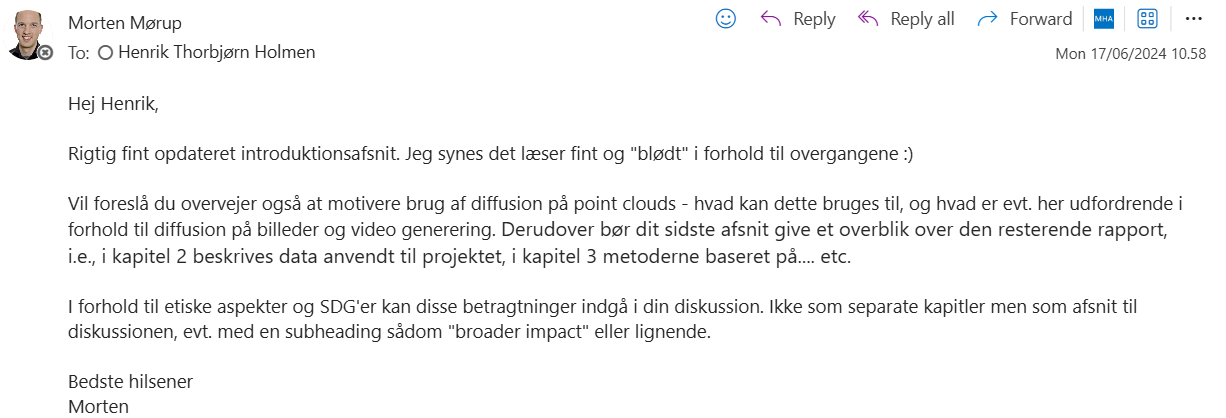 Morten Mørup
Reply
Reply all
Forward
MHA
To: Henrik Thorbjørn Holmen
Mon 17/06/2024 10.58
Hej Henrik,
Rigtig fint opdateret introduktionsafsnit. Jeg synes det læser fint og "blødt" i forhold til overgangene :)
Vil foreslå du overvejer også at motivere brug af diffusion på point clouds - hvad kan dette bruges til, og hvad er evt. her udfordrende i
forhold til diffusion på billeder og video generering. Derudover bør dit sidste afsnit give et overblik over den resterende rapport,
i.e., i kapitel 2 beskrives data anvendt til projektet, i kapitel 3 metoderne baseret på.... etc.
I forhold til etiske aspekter og SDG'er kan disse betragtninger indgå i din diskussion. Ikke som separate kapitler men som afsnit til
diskussionen, evt. med en subheading sådom "broader impact" eller lignende.
Bedste hilsener
Morten